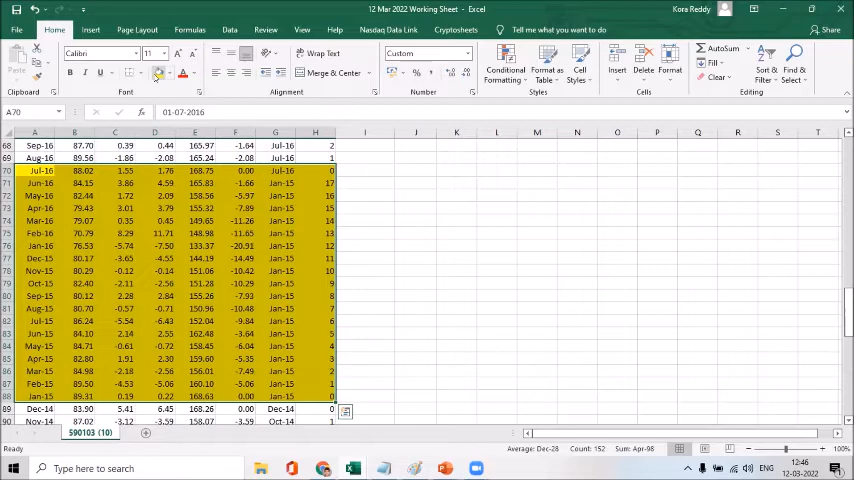 12 Mar 2022 Working Sheet - Excel
Kora Reddy
File Home Insert Page Layout Formulas Data Review View Help Nasdaq Data Link Cryptosheets Tell me what you want to do Share
Paste
Calibri 11
B I U
Wrap Text
Merge & Center
Custom
Conditional Formatting
Format as Table
Cell Styles
Insert Delete Format
AutoSum
Fill
Clear
Sort & Filter
Find & Select
Clipboard Font Alignment Number Styles Cells Editing
A70 fx 01-07-2016
A B C D E F G H I J K L M N O P Q R S T
68 Sep-16 87.70 0.39 0.44 165.97 -1.64 Jul-16 2
69 Aug-16 89.56 -1.86 -2.08 165.24 -2.08 Jul-16 1
70 Jul-16 88.02 1.55 1.76 168.75 0.00 Jul-16 0
71 Jun-16 84.15 3.86 4.59 165.83 -1.66 Jan-15 17
72 May-16 82.44 1.72 2.09 158.56 -5.97 Jan-15 16
73 Apr-16 79.43 3.01 3.79 155.32 -7.89 Jan-15 15
74 Mar-16 79.07 0.35 0.45 149.65 -11.26 Jan-15 14
75 Feb-16 70.79 8.29 11.71 148.98 -11.65 Jan-15 13
76 Jan-16 76.53 -5.74 -7.50 133.37 -20.91 Jan-15 12
77 Dec-15 80.17 -3.65 -4.55 144.19 -14.49 Jan-15 11
78 Nov-15 80.29 -0.12 -0.14 151.06 -10.42 Jan-15 10
79 Oct-15 82.40 -2.11 -2.56 151.28 -10.29 Jan-15 9
80 Sep-15 80.12 2.28 2.84 155.26 -7.93 Jan-15 8
81 Aug-15 80.70 -0.57 -0.71 150.96 -10.48 Jan-15 7
82 Jul-15 86.24 -5.54 -6.43 152.04 -9.84 Jan-15 6
83 Jun-15 84.10 2.14 2.55 162.48 -3.64 Jan-15 5
84 May-15 84.71 -0.61 -0.72 158.45 -6.04 Jan-15 4
85 Apr-15 82.80 1.91 2.30 159.60 -5.35 Jan-15 3
86 Mar-15 84.98 -2.18 -2.56 156.01 -7.49 Jan-15 2
87 Feb-15 89.50 -4.53 -5.06 160.10 -5.06 Jan-15 1
88 Jan-15 89.31 0.19 0.22 168.63 0.00 Jan-15 0
89 Dec-14 83.90 5.41 6.45 168.26 0.00 Dec-14 0
90 Nov-14 87.02 -3.12 -3.59 158.07 -3.59 Oct-14 1
590103 (10)
Ready Average: Dec-28 Count: 152 Sum: Apr-98 100%
Type here to search
ENG
12:46
12-03-2022